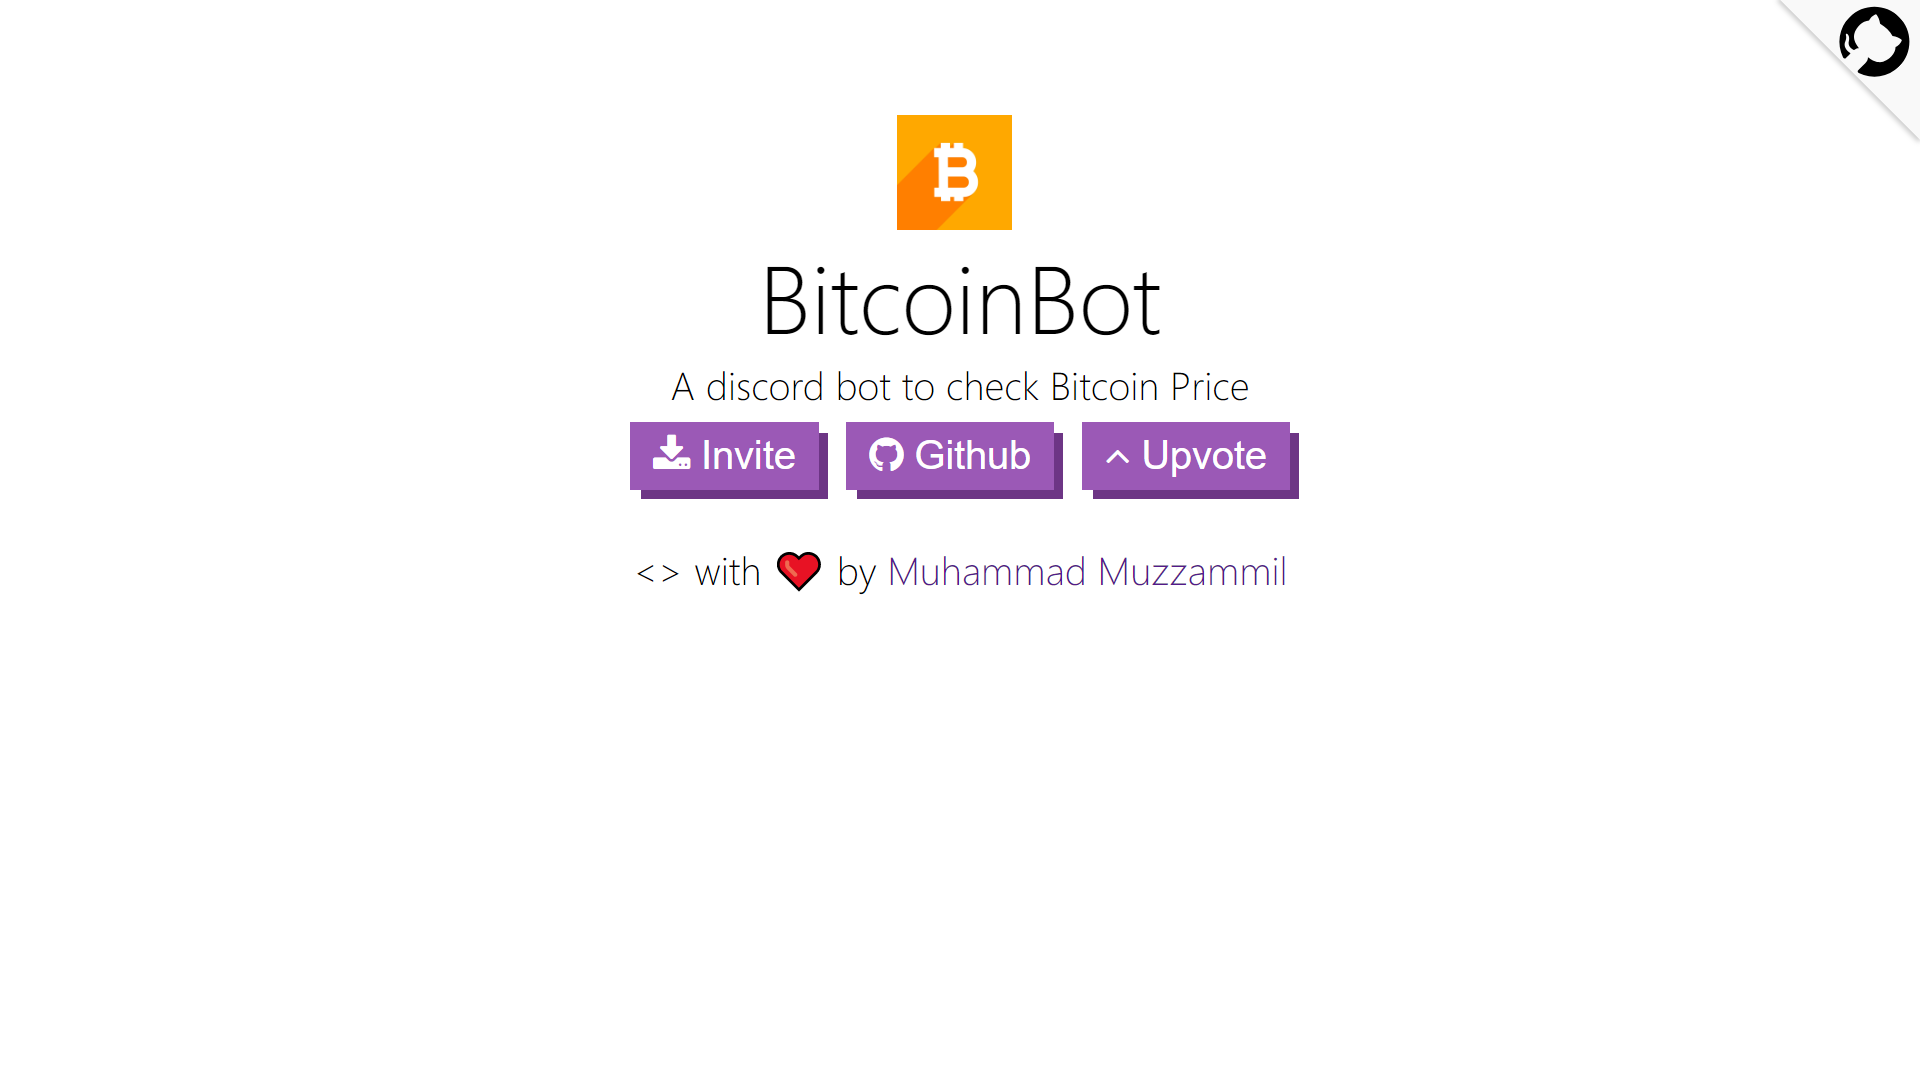 BitcoinBot
A discord bot to check Bitcoin Price
Invite Github Upvote
<> with ❤ by Muhammad Muzzammil